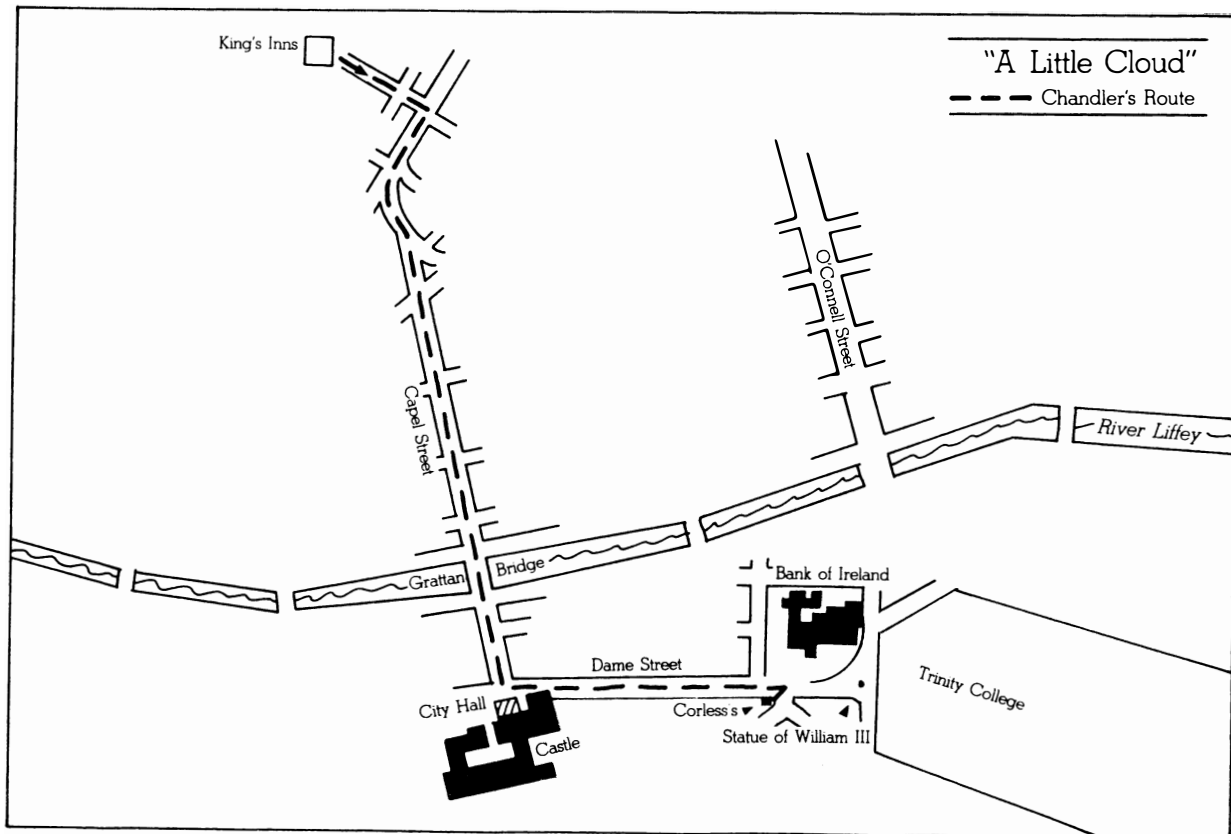 King's Inns
"A Little Cloud"
Chandler's Route
O'Connell Street
Capel Street
River Liffey
Grattan Bridge
Bank of Ireland
Dame Street
Trinity College
City Hall
Corless's
Statue of William III
Castle